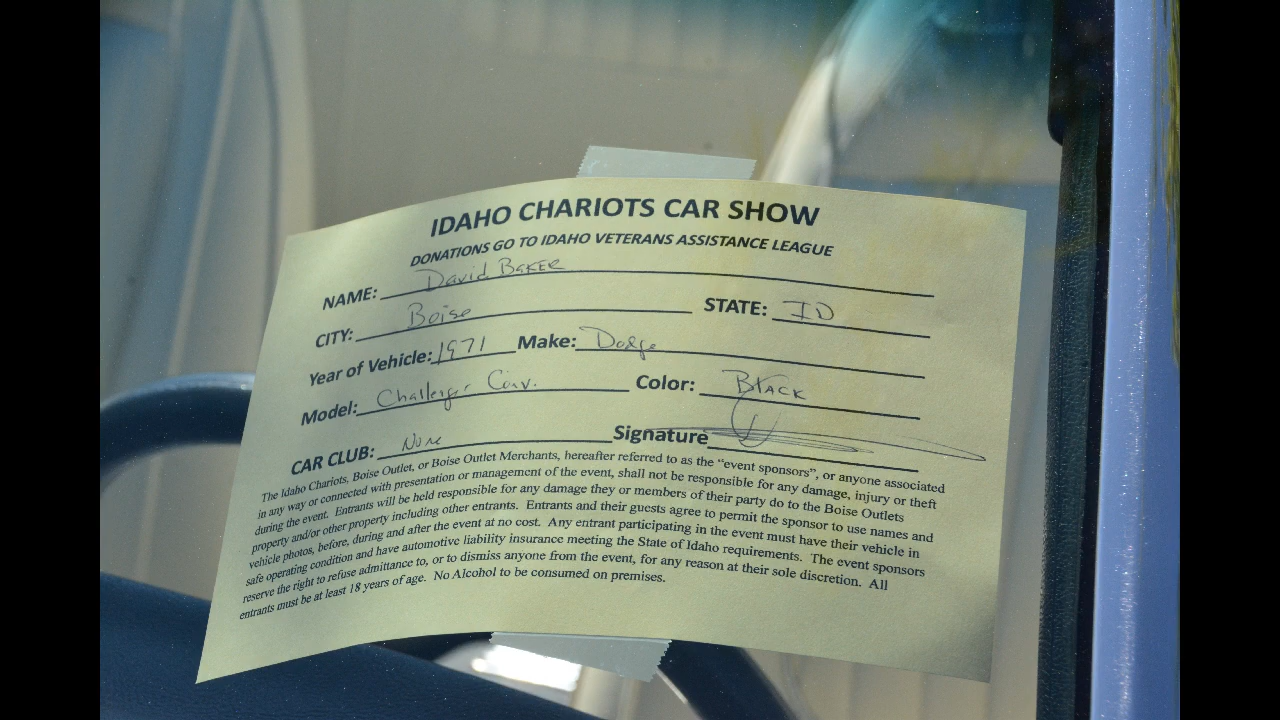 IDAHO CHARIOTS CAR SHOW
DONATIONS GO TO IDAHO VETERANS ASSISTANCE LEAGUE
NAME: David BAKER
CITY: Boise STATE: ID
Year of Vehicle: 1971 Make: Dodge
Model: Challenger Conv. Color: BLACK
CAR CLUB: None Signature
The Idaho Chariots, Boise Outlet, or Boise Outlet Merchants, hereafter referred to as the “event sponsors”, or anyone associated
in any way or connected with presentation or management of the event, shall not be responsible for any damage, injury or theft
during the event. Entrants will be held responsible for any damage they or members of their party do to the Boise Outlets
property and/or other property including other entrants. Entrants and their guests agree to permit the sponsor to use names and
vehicle photos, before, during and after the event at no cost. Any entrant participating in the event must have their vehicle in
safe operating condition and have automotive liability insurance meeting the State of Idaho requirements. The event sponsors
reserve the right to refuse admittance to, or to dismiss anyone from the event, for any reason at their sole discretion. All
entrants must be at least 18 years of age. No Alcohol to be consumed on premises.